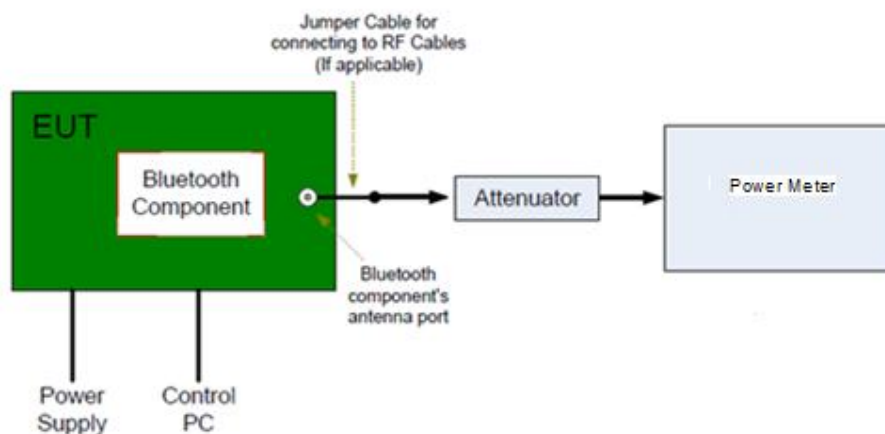 Jumper Cable for
connecting to RF Cables
(If applicable)
EUT
Bluetooth
Component
Attenuator
Power Meter
Bluetooth
component's
antenna port
Power
Supply
Control
PC